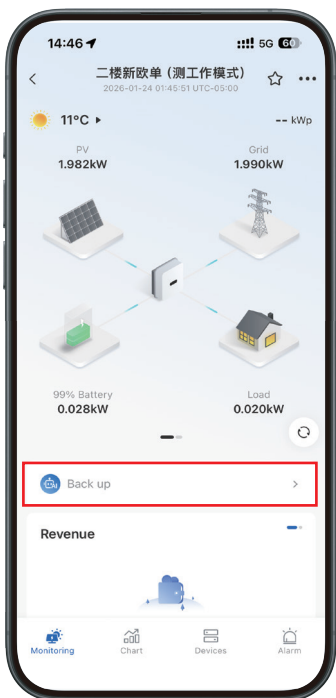 14:46 5G 60
二楼新欧单 (测工作模式)
2026-01-24 01:45:51 UTC-05:00
11°C -- kWp
PV Grid
1.982kW 1.990kW
99% Battery Load
0.028kW 0.020kW
AI Back up
Revenue
Monitoring Chart Devices Alarm